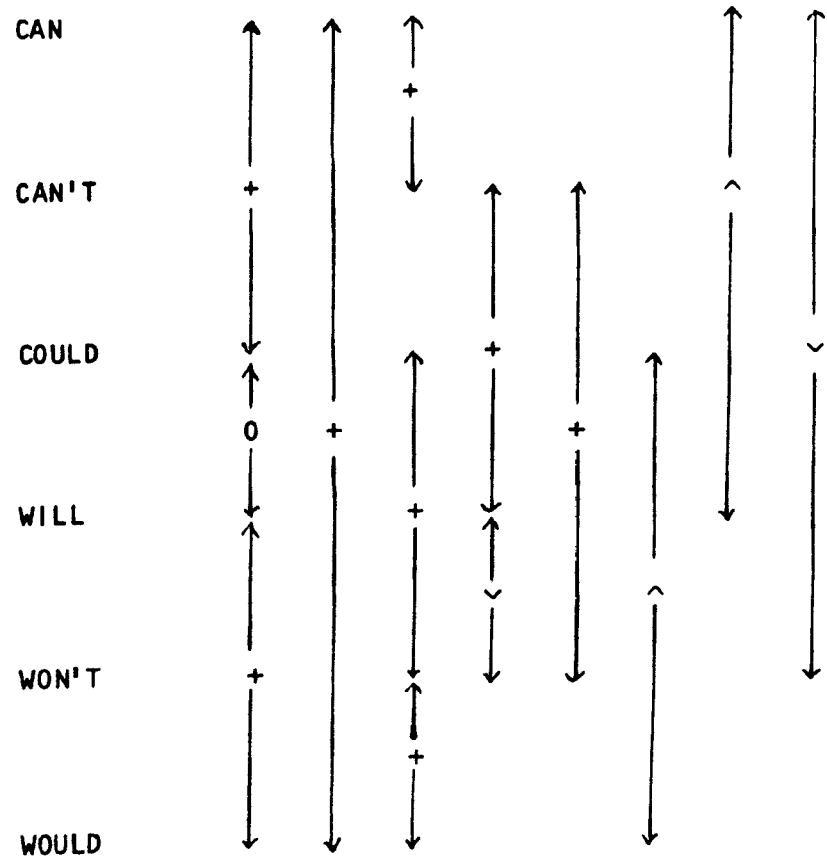 CAN
+
CAN'T
+ ^
COULD
+ v
O + +
WILL
+
v ^
WON'T
+
+
WOULD